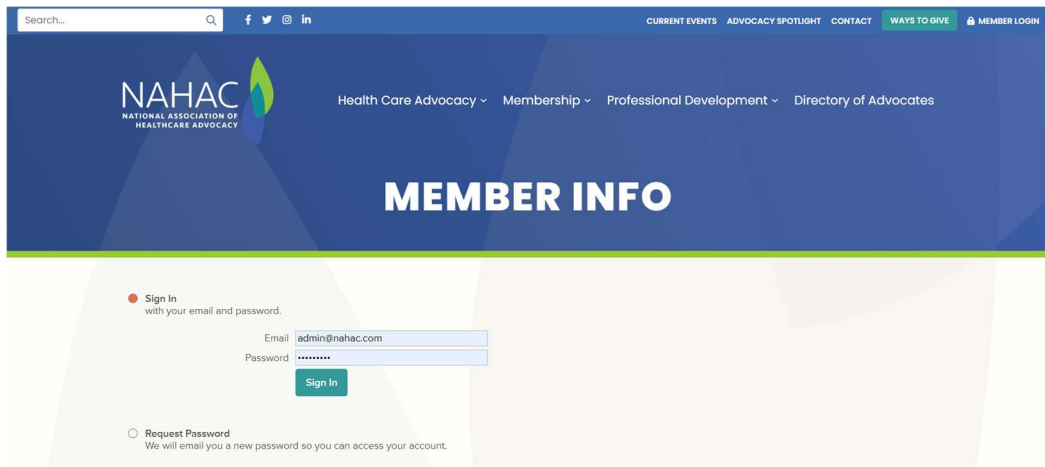 Search...
CURRENT EVENTS ADVOCACY SPOTLIGHT CONTACT WAYS TO GIVE MEMBER LOGIN
NAHAC
NATIONAL ASSOCIATION OF
HEALTHCARE ADVOCACY
Health Care Advocacy Membership Professional Development Directory of Advocates
MEMBER INFO
Sign In
with your email and password.
Email admin@nahac.com
Password •••••••••
Sign In
Request Password
We will email you a new password so you can access your account.